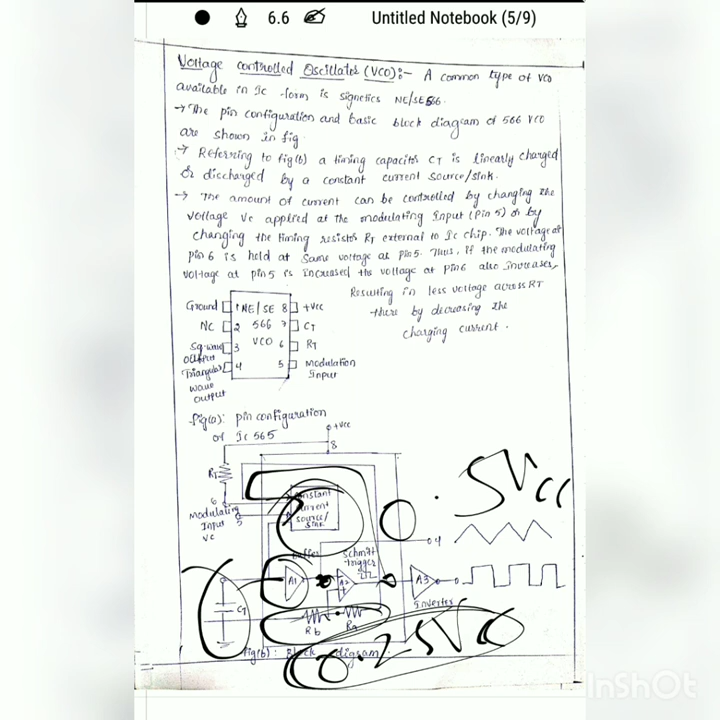 6.6 Untitled Notebook (5/9)
Voltage controlled Oscillator (VCO):- A common type of VCO
available in Ic form is signetics NE/SE566.
→ The pin configuration and basic block diagram of 566 VCO
are shown in fig.
→ Referring to fig(b) a timing capacitor CT is linearly charged
& discharged by a constant current source/sink.
→ The amount of current can be controlled by changing the
voltage Vc applied at the modulating input (pin 5) or by
changing the timing resistor RT external to Ic chip. The voltage at
pin 6 is held at same voltage as pin5. Thus, if the modulating
voltage at pin5 is increased the voltage at pin6 also increases,
Resulting in less voltage across RT
there by decreasing the
charging current.
Ground 1 NE/SE 8 +Vcc
NC 2 566 7 CT
Sq-wave Output 3 VCO 6 RT
Triangular wave output 4 5 Modulation Input
fig(a): pin configuration
of Ic 565
+Vcc
8
RT
6
Modulating Input Vc
5
constant current source/sink
.5Vcc
4
Buffer
Schmitt trigger
A1
A2
A3
Inverter
CT
Rb
Ra
0.25V
fig(b): Block digsam
InShOt